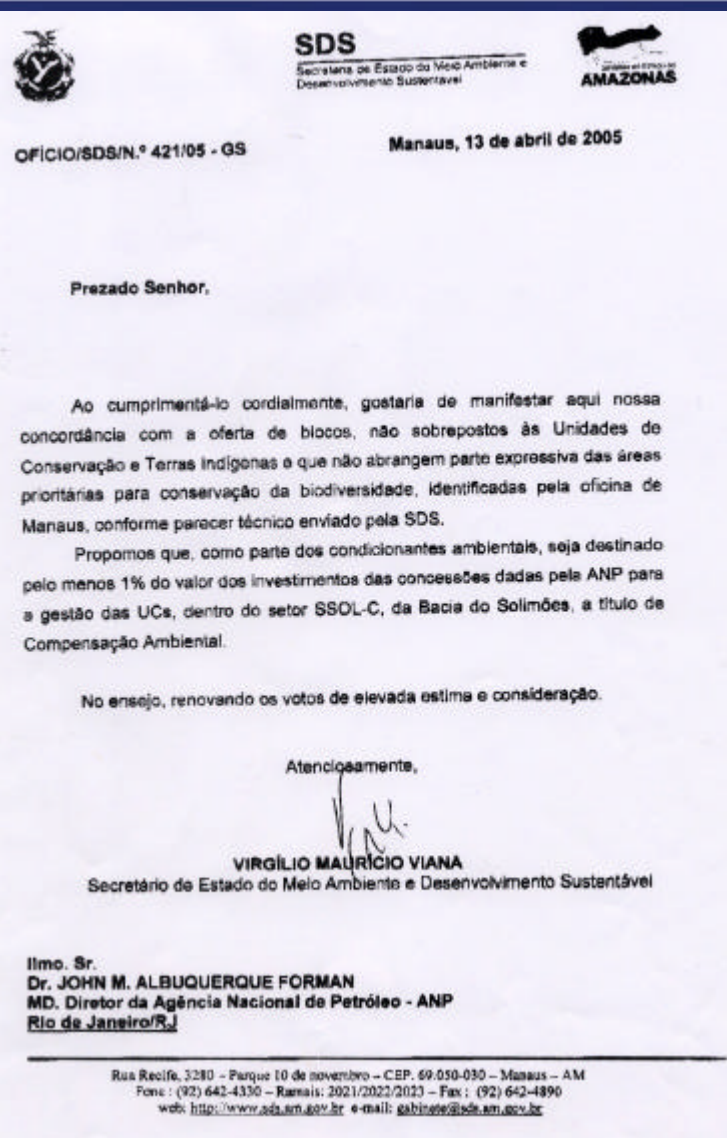 SDS
Secretaria de Estado do Meio Ambiente e
Desenvolvimento Sustentável
AMAZONAS
OFÍCIO/SDS/N.º 421/05 - GS
Manaus, 13 de abril de 2005
Prezado Senhor,
Ao cumprimentá-lo cordialmente, gostaria de manifestar aqui nossa
concordância com a oferta de blocos, não sobrepostos às Unidades de
Conservação e Terras Indígenas e que não abrangem parte expressiva das áreas
prioritárias para conservação da biodiversidade, identificadas pela oficina de
Manaus, conforme parecer técnico enviado pela SDS.
Propomos que, como parte dos condicionantes ambientais, seja destinado
pelo menos 1% do valor dos investimentos das concessões dadas pela ANP para
a gestão das UCs, dentro do setor SSOL-C, da Bacia do Solimões, a título de
Compensação Ambiental.
No ensejo, renovando os votos de elevada estima e consideração.
Atenciosamente,
VIRGÍLIO MAURÍCIO VIANA
Secretário de Estado do Meio Ambiente e Desenvolvimento Sustentável
Ilmo. Sr.
Dr. JOHN M. ALBUQUERQUE FORMAN
MD. Diretor da Agência Nacional de Petróleo - ANP
Rio de Janeiro/RJ
Rua Recife, 3280 – Parque 10 de novembro – CEP. 69.050-030 – Manaus – AM
Fone : (92) 642-4330 – Ramais: 2021/2022/2023 – Fax : (92) 642-4890
web: http://www.sds.am.gov.br e-mail: gabinete@sds.am.gov.br